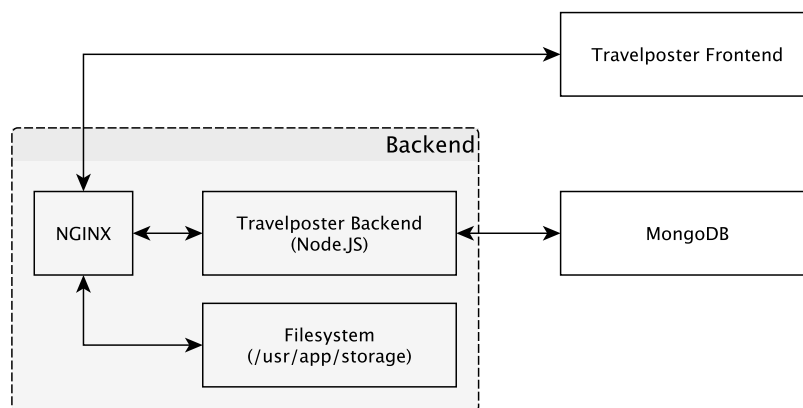 Travelposter Frontend
Backend
NGINX
Travelposter Backend
(Node.JS)
MongoDB
Filesystem
(/usr/app/storage)